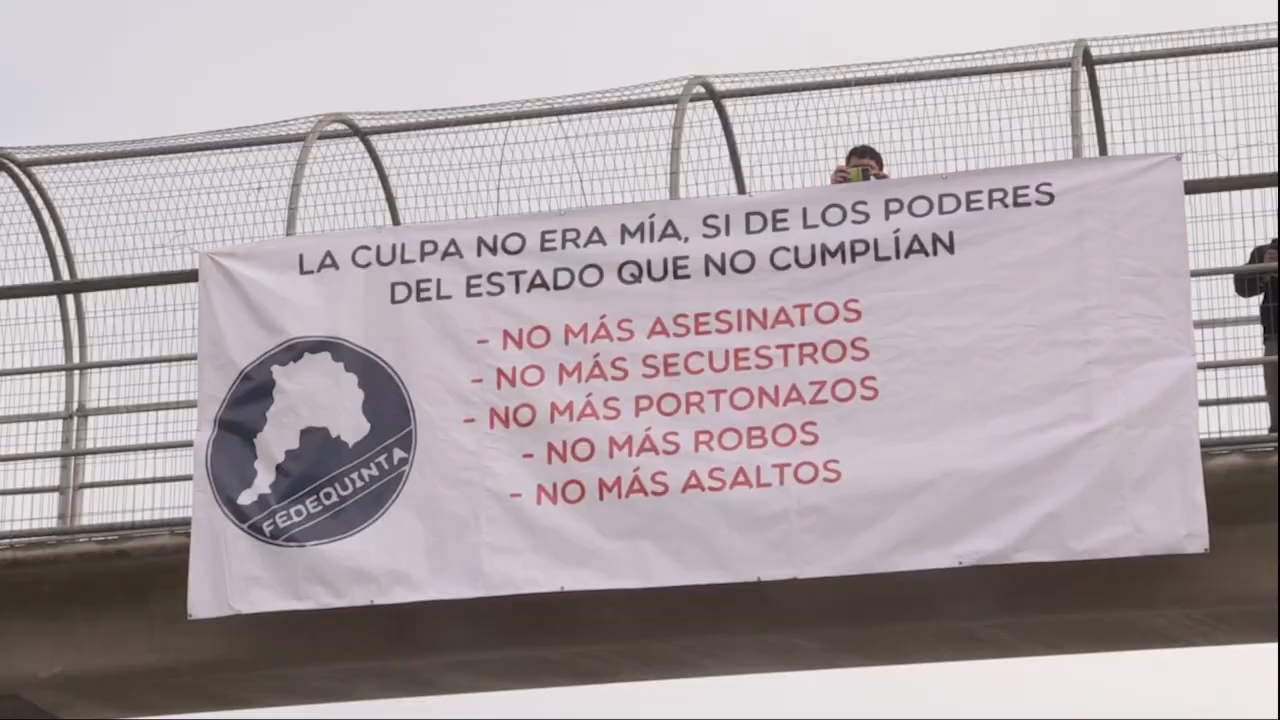 LA CULPA NO ERA MÍA, SI DE LOS PODERES
DEL ESTADO QUE NO CUMPLÍAN
- NO MÁS ASESINATOS
- NO MÁS SECUESTROS
- NO MÁS PORTONAZOS
- NO MÁS ROBOS
- NO MÁS ASALTOS
FEDEQUINTA